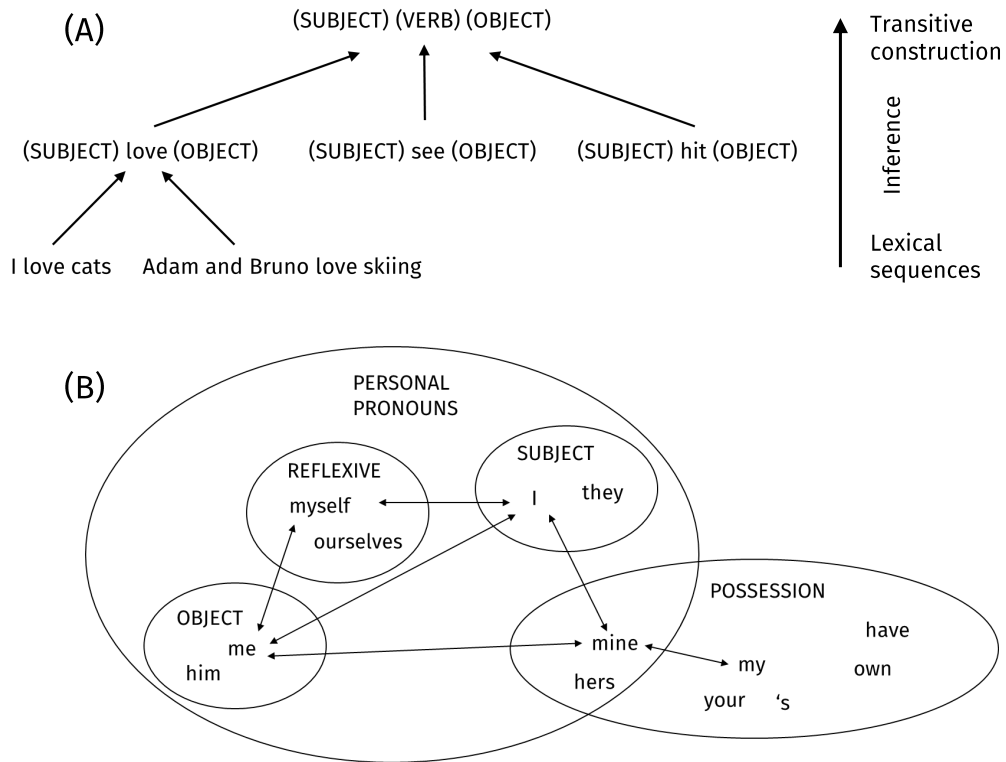 (A)
(SUBJECT) (VERB) (OBJECT)
Transitive
construction
(SUBJECT) love (OBJECT)
(SUBJECT) see (OBJECT)
(SUBJECT) hit (OBJECT)
Inference
I love cats
Adam and Bruno love skiing
Lexical
sequences
(B)
PERSONAL
PRONOUNS
REFLEXIVE
myself
ourselves
SUBJECT
I
they
OBJECT
me
him
POSSESSION
mine
hers
my
your
‘s
have
own